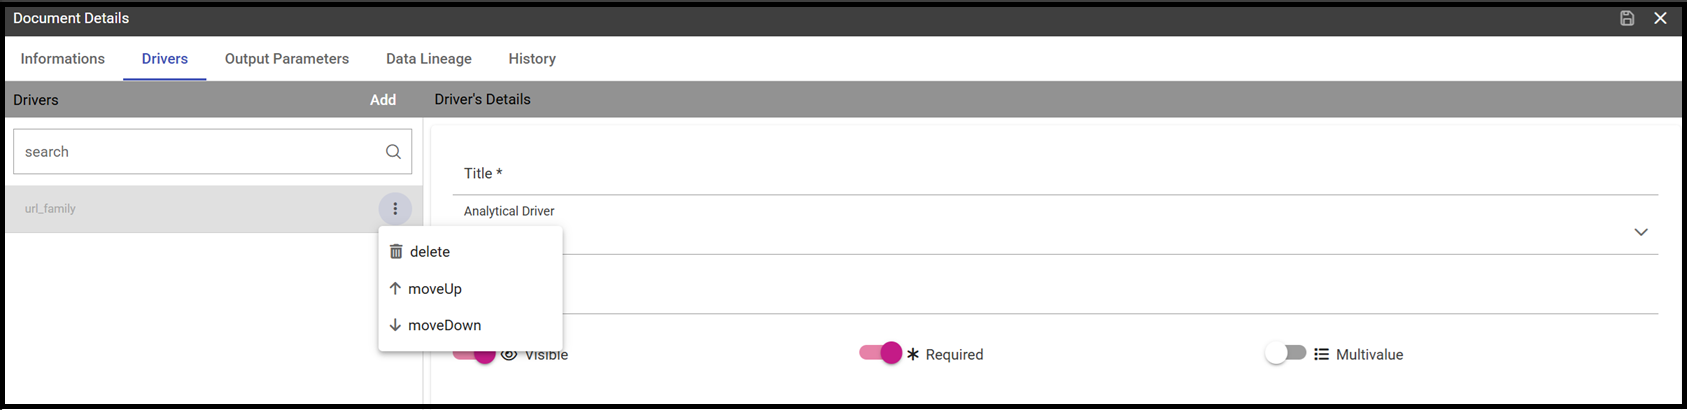 Document Details
Informations Drivers Output Parameters Data Lineage History
Drivers Add Driver's Details
search
Title *
url_family
Analytical Driver
delete
moveUp
moveDown
Visible Required Multivalue